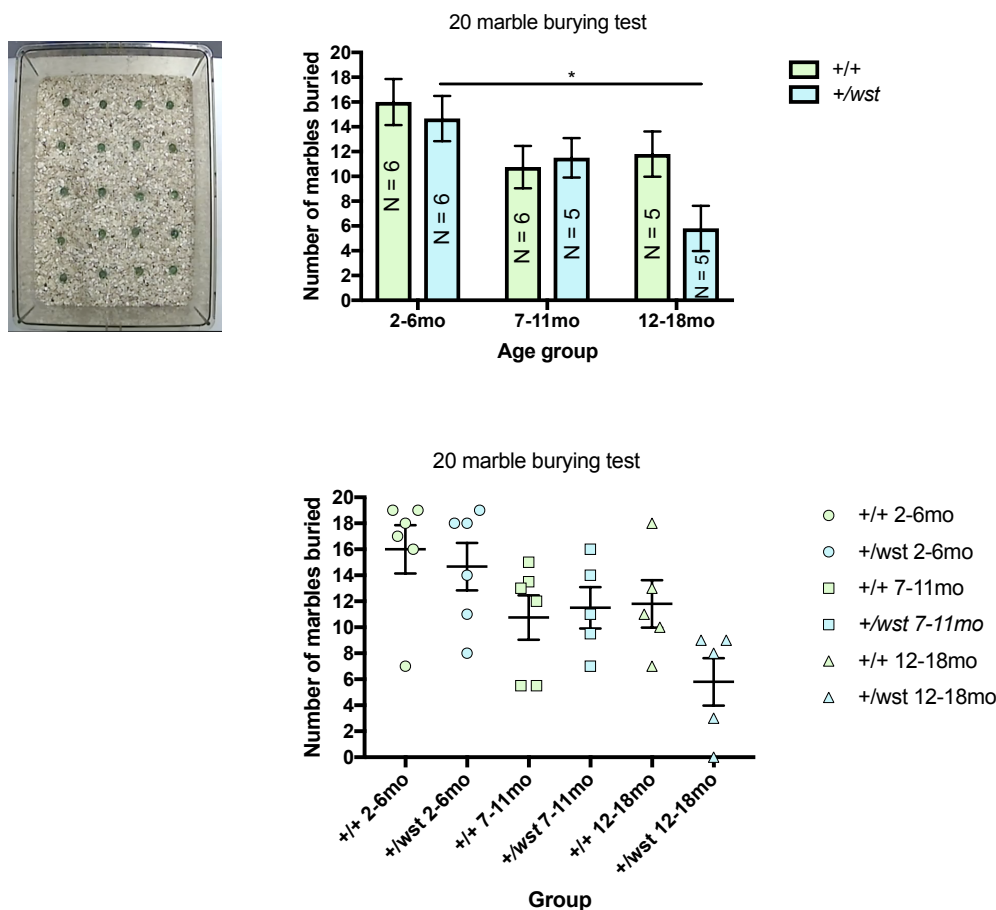 20 marble burying test
Number of marbles buried
20
18
16
14
12
10
8
6
4
2
0
*
N = 6
N = 6
N = 6
N = 5
N = 5
N = 5
2-6mo
7-11mo
12-18mo
Age group
+/+
+/wst
20 marble burying test
Number of marbles buried
20
18
16
14
12
10
8
6
4
2
0
+/+ 2-6mo
+/wst 2-6mo
+/+ 7-11mo
+/wst 7-11mo
+/+ 12-18mo
+/wst 12-18mo
Group
+/+ 2-6mo
+/wst 2-6mo
+/+ 7-11mo
+/wst 7-11mo
+/+ 12-18mo
+/wst 12-18mo